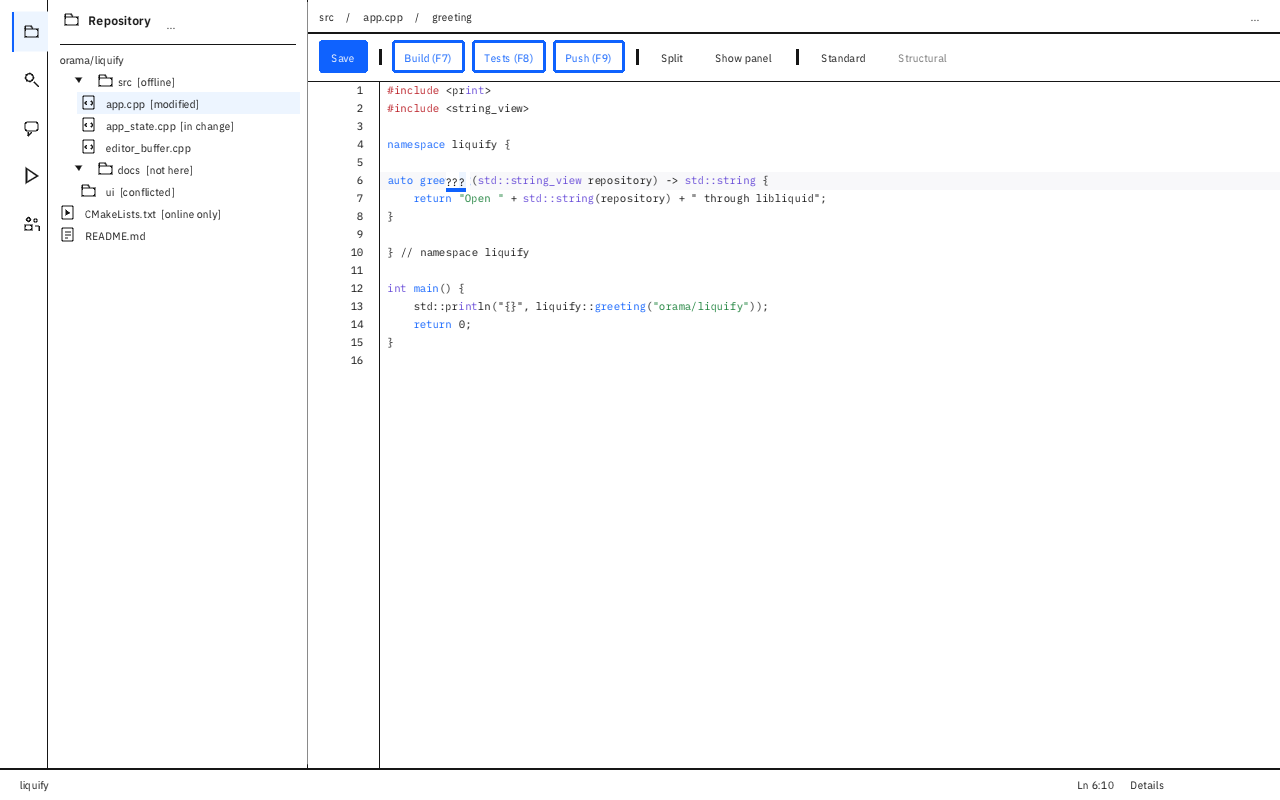 Repository ...
orama/liquify
src [offline]
app.cpp [modified]
app_state.cpp [in change]
editor_buffer.cpp
docs [not here]
ui [conflicted]
CMakeLists.txt [online only]
README.md
src / app.cpp / greeting ...
Save Build (F7) Tests (F8) Push (F9) Split Show panel Standard Structural
1 #include <print>
2 #include <string_view>
3
4 namespace liquify {
5
6 auto gree??? (std::string_view repository) -> std::string {
7 return "Open " + std::string(repository) + " through libliquid";
8 }
9
10 } // namespace liquify
11
12 int main() {
13 std::println("{}", liquify::greeting("orama/liquify"));
14 return 0;
15 }
16
liquify Ln 6:10 Details